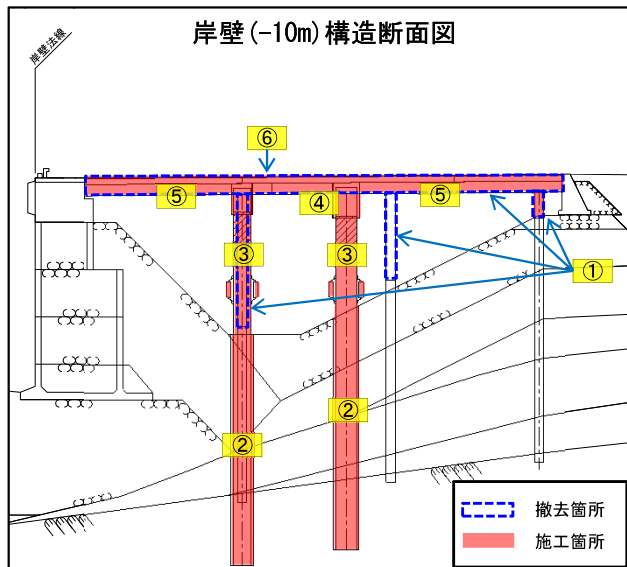 岸壁(-10m)構造断面図
岸壁法線
⑥
⑤
④
⑤
③
③
①
②
②
撤去箇所
施工箇所